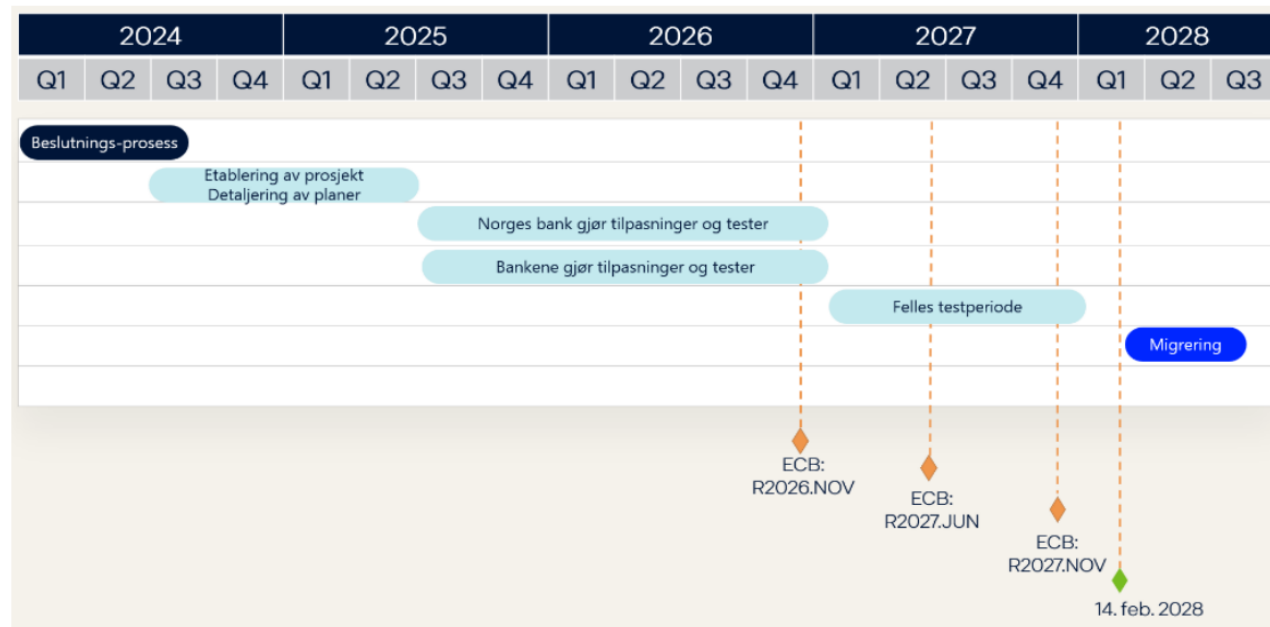 2024 2025 2026 2027 2028
Q1 Q2 Q3 Q4 Q1 Q2 Q3 Q4 Q1 Q2 Q3 Q4 Q1 Q2 Q3 Q4 Q1 Q2 Q3
Beslutnings-prosess
Etablering av prosjekt
Detaljering av planer
Norges bank gjør tilpasninger og tester
Bankene gjør tilpasninger og tester
Felles testperiode
Migrering
ECB:
R2026.NOV
ECB:
R2027.JUN
ECB:
R2027.NOV
14. feb. 2028